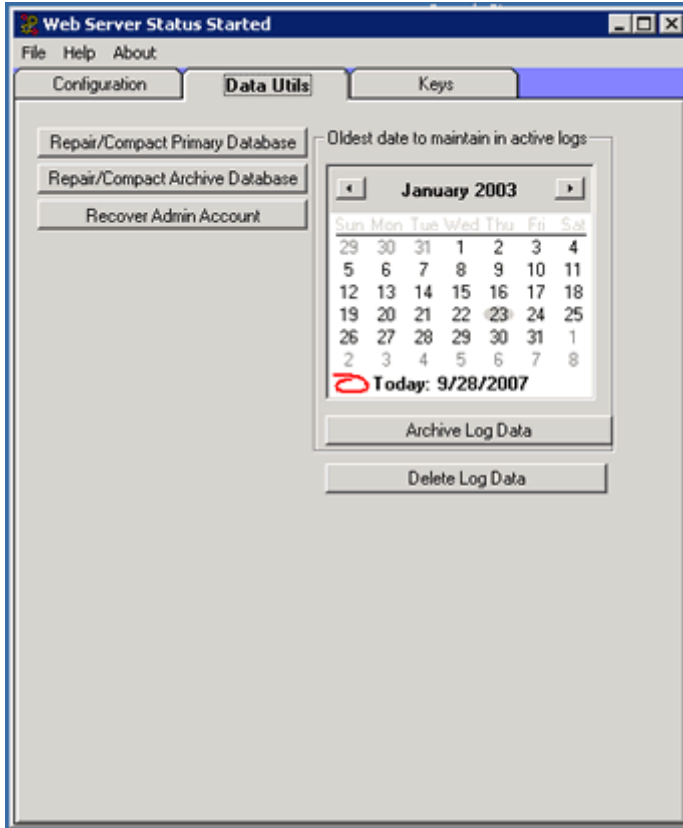 Web Server Status Started
File Help About
Configuration Data Utils Keys
Repair/Compact Primary Database
Repair/Compact Archive Database
Recover Admin Account
Oldest date to maintain in active logs
January 2003
Sun Mon Tue Wed Thu Fri Sat
29 30 31 1 2 3 4
5 6 7 8 9 10 11
12 13 14 15 16 17 18
19 20 21 22 23 24 25
26 27 28 29 30 31 1
2 3 4 5 6 7 8
Today: 9/28/2007
Archive Log Data
Delete Log Data